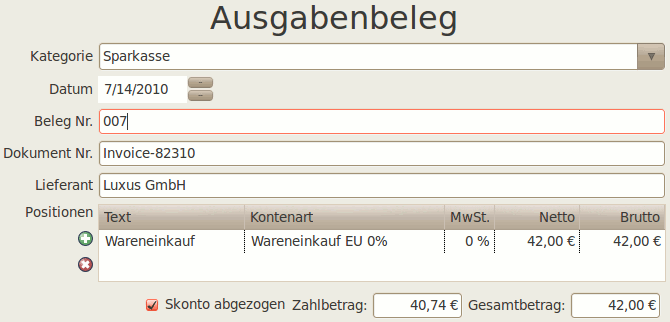 Ausgabenbeleg
Kategorie Sparkasse
Datum 7/14/2010
Beleg Nr. 007
Dokument Nr. Invoice-82310
Lieferant Luxus GmbH
Positionen Text Kontenart MwSt. Netto Brutto
Wareneinkauf Wareneinkauf EU 0% 0 % 42,00 € 42,00 €
Skonto abgezogen Zahlbetrag: 40,74 € Gesamtbetrag: 42,00 €